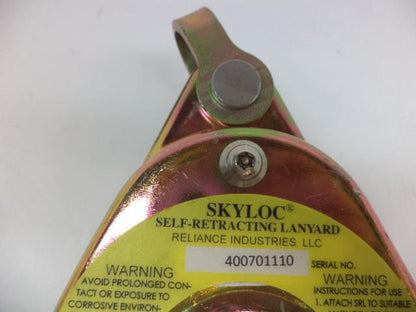 SKYLOC®
SELF-RETRACTING LANYARD
RELIANCE INDUSTRIES, LLC
400701110 SERIAL NO.
WARNING
AVOID PROLONGED CON-
TACT OR EXPOSURE TO
CORROSIVE ENVIRON-
WARNING
INSTRUCTIONS FOR USE
1. ATTACH SRL TO SUITABLE